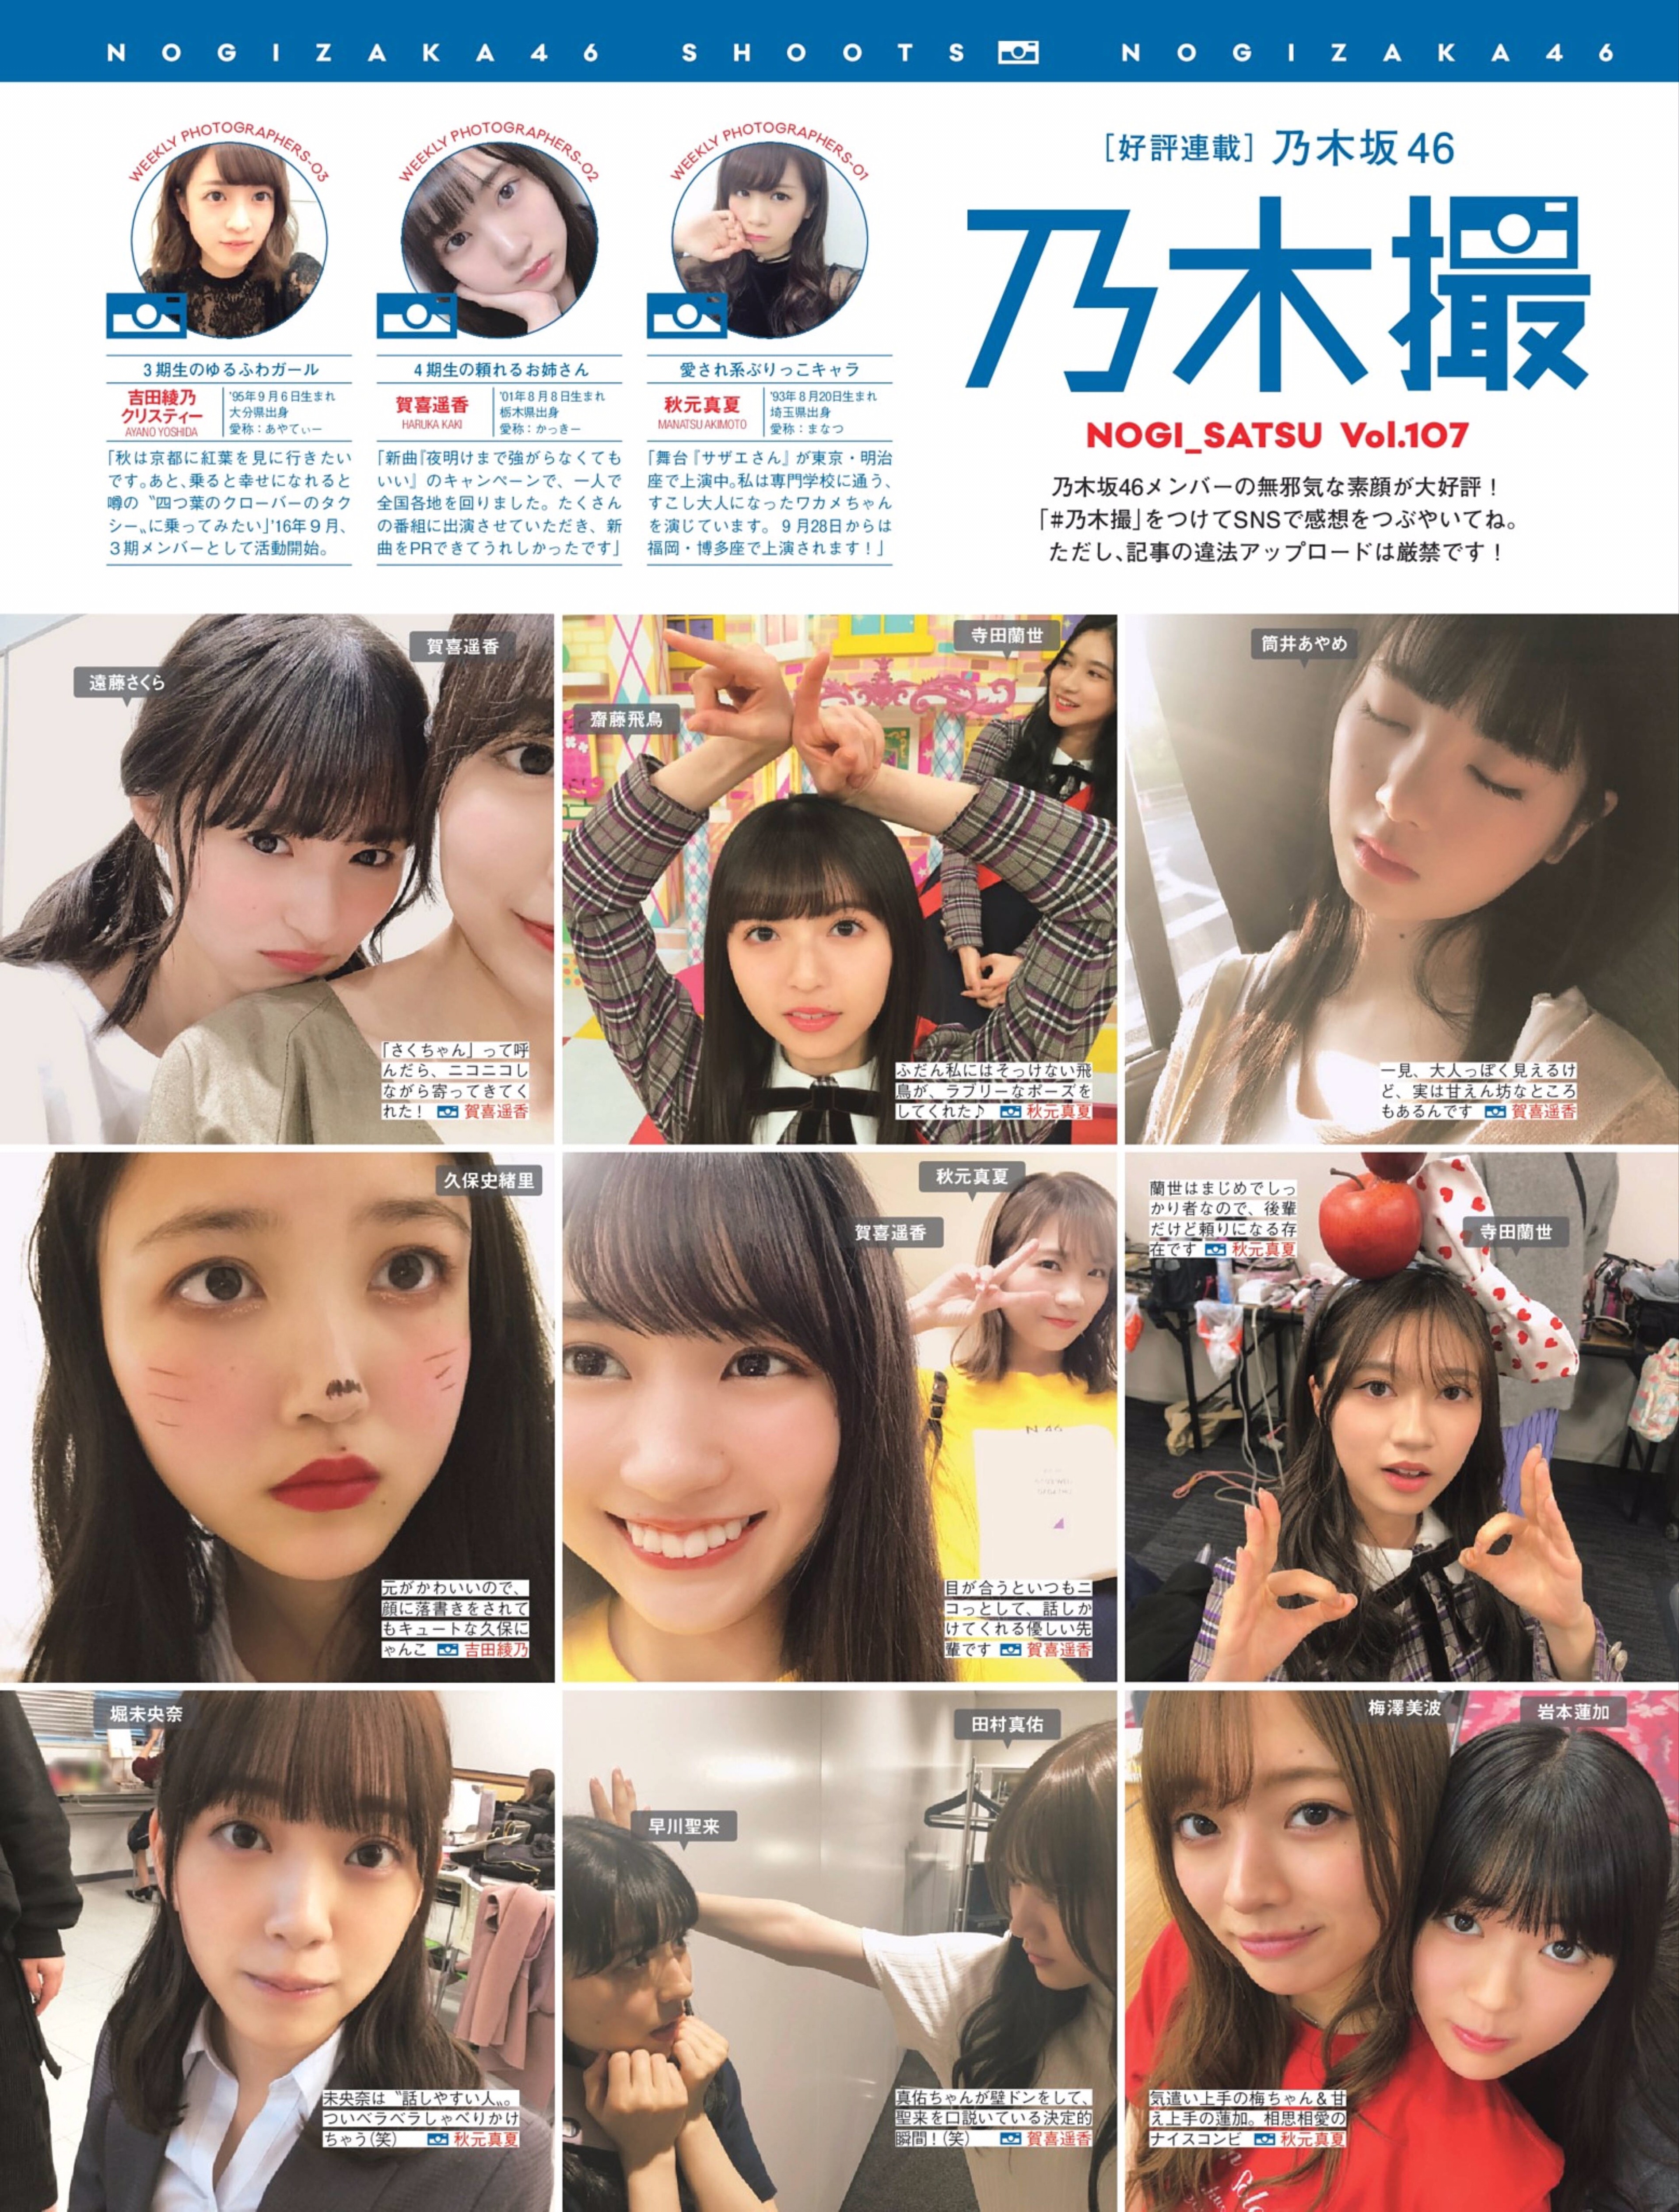 NOGIZAKA46 SHOOTS NOGIZAKA46
[好評連載] 乃木坂46
乃木撮
NOGI_SATSU Vol.107
乃木坂46メンバーの無邪気な素顔が大好評！
「#乃木撮」をつけてSNSで感想をつぶやいてね。
ただし、記事の違法アップロードは厳禁です！
WEEKLY PHOTOGRAPHERS-01
愛され系ぶりっこキャラ
秋元真夏
MANATSU AKIMOTO
'93年8月20日生まれ
埼玉県出身
愛称：まなつ
「舞台『サザエさん』が東京・明治
座で上演中。私は専門学校に通う、
すこし大人になったワカメちゃん
を演じています。9月28日からは
福岡・博多座で上演されます！」
WEEKLY PHOTOGRAPHERS-02
4期生の頼れるお姉さん
賀喜遥香
HARUKA KAKI
'01年8月8日生まれ
栃木県出身
愛称：かっきー
「新曲『夜明けまで強がらなくても
いい』のキャンペーンで、一人で
全国各地を回りました。たくさん
の番組に出演させていただき、新
曲をPRできてうれしかったです」
WEEKLY PHOTOGRAPHERS-03
3期生のゆるふわガール
吉田綾乃
クリスティー
AYANO YOSHIDA
'95年9月6日生まれ
大分県出身
愛称：あやてぃー
「秋は京都に紅葉を見に行きたい
です。あと、乗ると幸せになれると
噂の〝四つ葉のクローバーのタク
シー〟に乗ってみたい」'16年9月、
3期メンバーとして活動開始。
遠藤さくら
賀喜遥香
「さくちゃん」って呼
んだら、ニコニコし
ながら寄ってきてく
れた！ 賀喜遥香
齋藤飛鳥
寺田蘭世
ふだん私にはそっけない飛
鳥が、ラブリーなポーズを
してくれた♪ 秋元真夏
筒井あやめ
一見、大人っぽく見えるけ
ど、実は甘えん坊なところ
もあるんです 賀喜遥香
久保史緒里
元がかわいいので、
顔に落書きをされて
もキュートな久保に
ゃんこ 吉田綾乃
賀喜遥香
秋元真夏
N 46
目が合うといつもニ
コっとして、話しか
けてくれる優しい先
輩です 賀喜遥香
蘭世はまじめでしっ
かり者なので、後輩
だけど頼りになる存
在です 秋元真夏
寺田蘭世
堀未央奈
未央奈は〝話しやすい人〟。
ついベラベラしゃべりかけ
ちゃう(笑) 秋元真夏
早川聖来
田村真佑
真佑ちゃんが壁ドンをして、
聖来を口説いている決定的
瞬間！(笑) 賀喜遥香
梅澤美波
岩本蓮加
気遣い上手の梅ちゃん＆甘
え上手の蓮加。相思相愛の
ナイスコンビ 秋元真夏